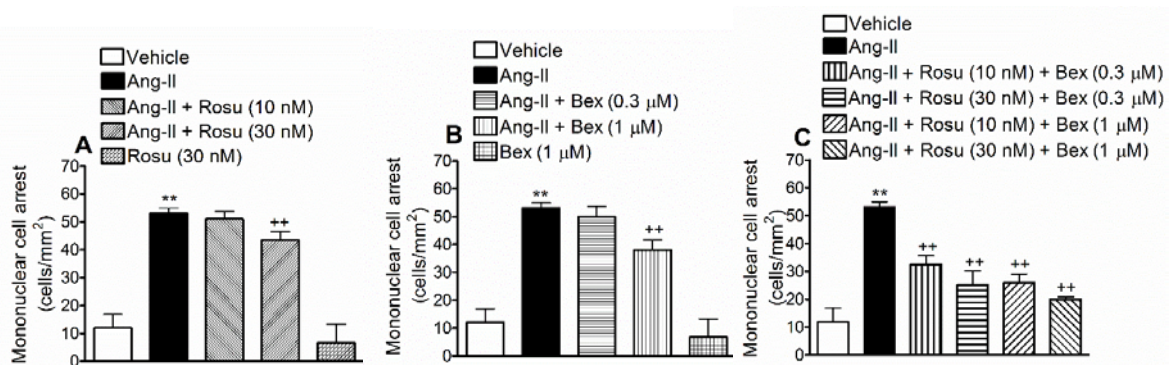 Vehicle
Ang-II
Ang-II + Rosu (10 nM)
Ang-II + Rosu (30 nM)
Rosu (30 nM)
A
Mononuclear cell arrest
(cells/mm²)
70
60
50
40
30
20
10
0
**
++
Vehicle
Ang-II
Ang-II + Bex (0.3 μM)
Ang-II + Bex (1 μM)
Bex (1 μM)
B
Mononuclear cell arrest
(cells/mm²)
70
60
50
40
30
20
10
0
**
++
Vehicle
Ang-II
Ang-II + Rosu (10 nM) + Bex (0.3 μM)
Ang-II + Rosu (30 nM) + Bex (0.3 μM)
Ang-II + Rosu (10 nM) + Bex (1 μM)
Ang-II + Rosu (30 nM) + Bex (1 μM)
C
Mononuclear cell arrest
(cells/mm²)
70
60
50
40
30
20
10
0
**
++
++
++
++